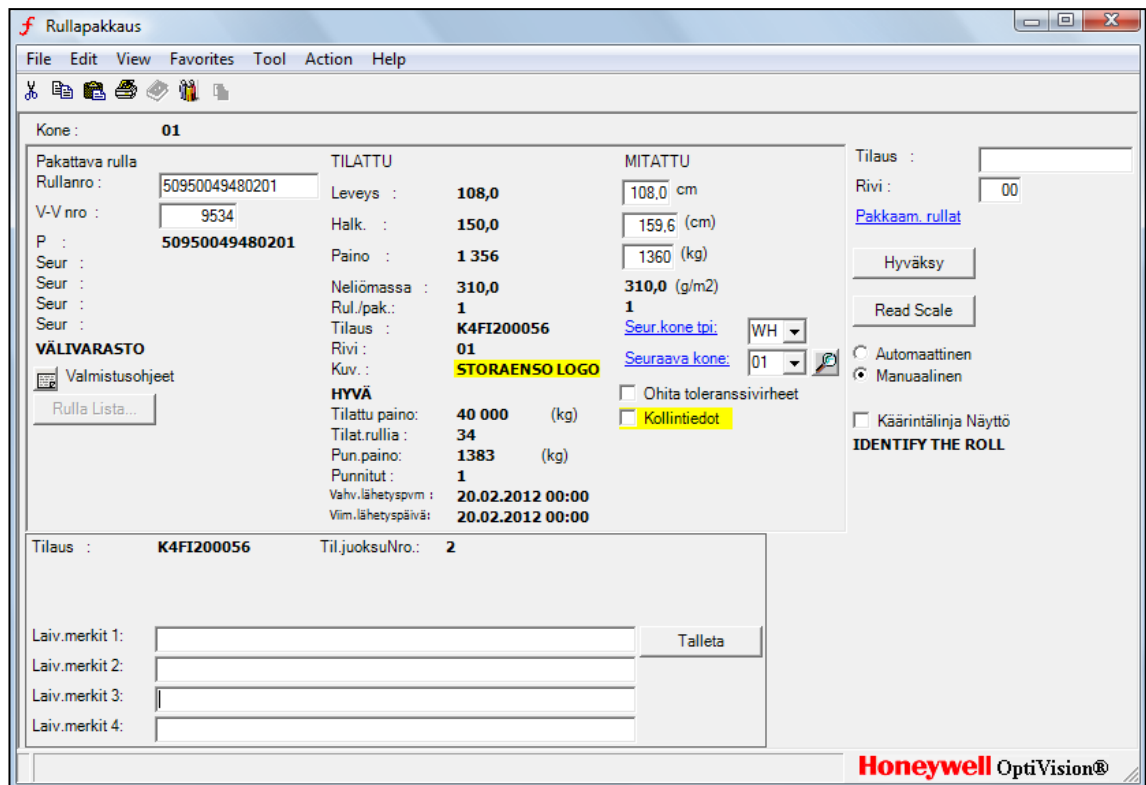 Rullapakkaus
File Edit View Favorites Tool Action Help
Kone : 01
Pakattava rulla TILATTU MITATTU Tilaus :
Rullanro : 50950049480201 Leveys : 108,0 108,0 cm Rivi : 00
V-V nro : 9534 Halk. : 150,0 159,6 (cm) Pakkaam. rullat
P : 50950049480201 Paino : 1 356 1360 (kg) Hyväksy
Seur :
Seur : Neliömassa : 310,0 310,0 (g/m2)
Seur : Rul./pak.: 1 1 Read Scale
Seur : Tilaus : K4FI200056 Seur.kone tpi: WH
VÄLIVARASTO Rivi : 01 Seuraava kone: 01 Automaattinen
Valmistusohjeet Kuv. : STORAENSO LOGO Manuaalinen
Rulla Lista... HYVÄ Ohita toleranssivirheet
Tilattu paino: 40 000 (kg) Kollintiedot Käärintälinja Näyttö
Tilat.rullia : 34 IDENTIFY THE ROLL
Pun.paino: 1383 (kg)
Punnitut : 1
Vahv.lähetyspvm : 20.02.2012 00:00
Viim.lähetyspäivä: 20.02.2012 00:00
Tilaus : K4FI200056 Til.juoksuNro.: 2
Laiv.merkit 1: Talleta
Laiv.merkit 2:
Laiv.merkit 3:
Laiv.merkit 4:
Honeywell OptiVision®